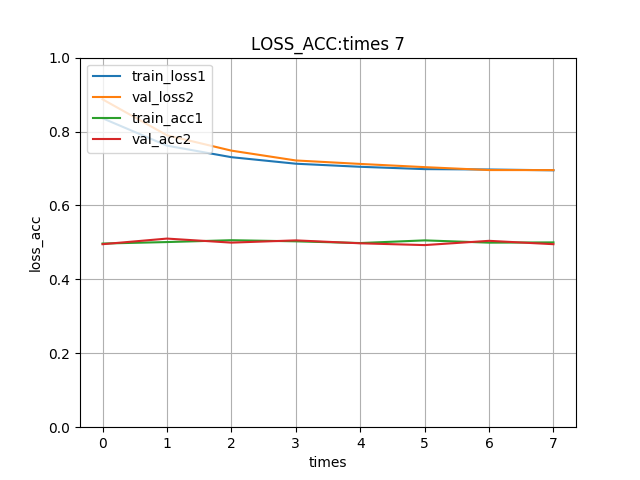 LOSS_ACC:times 7
1.0
0.8
0.6
0.4
0.2
0.0
loss_acc
train_loss1
val_loss2
train_acc1
val_acc2
0 1 2 3 4 5 6 7
times